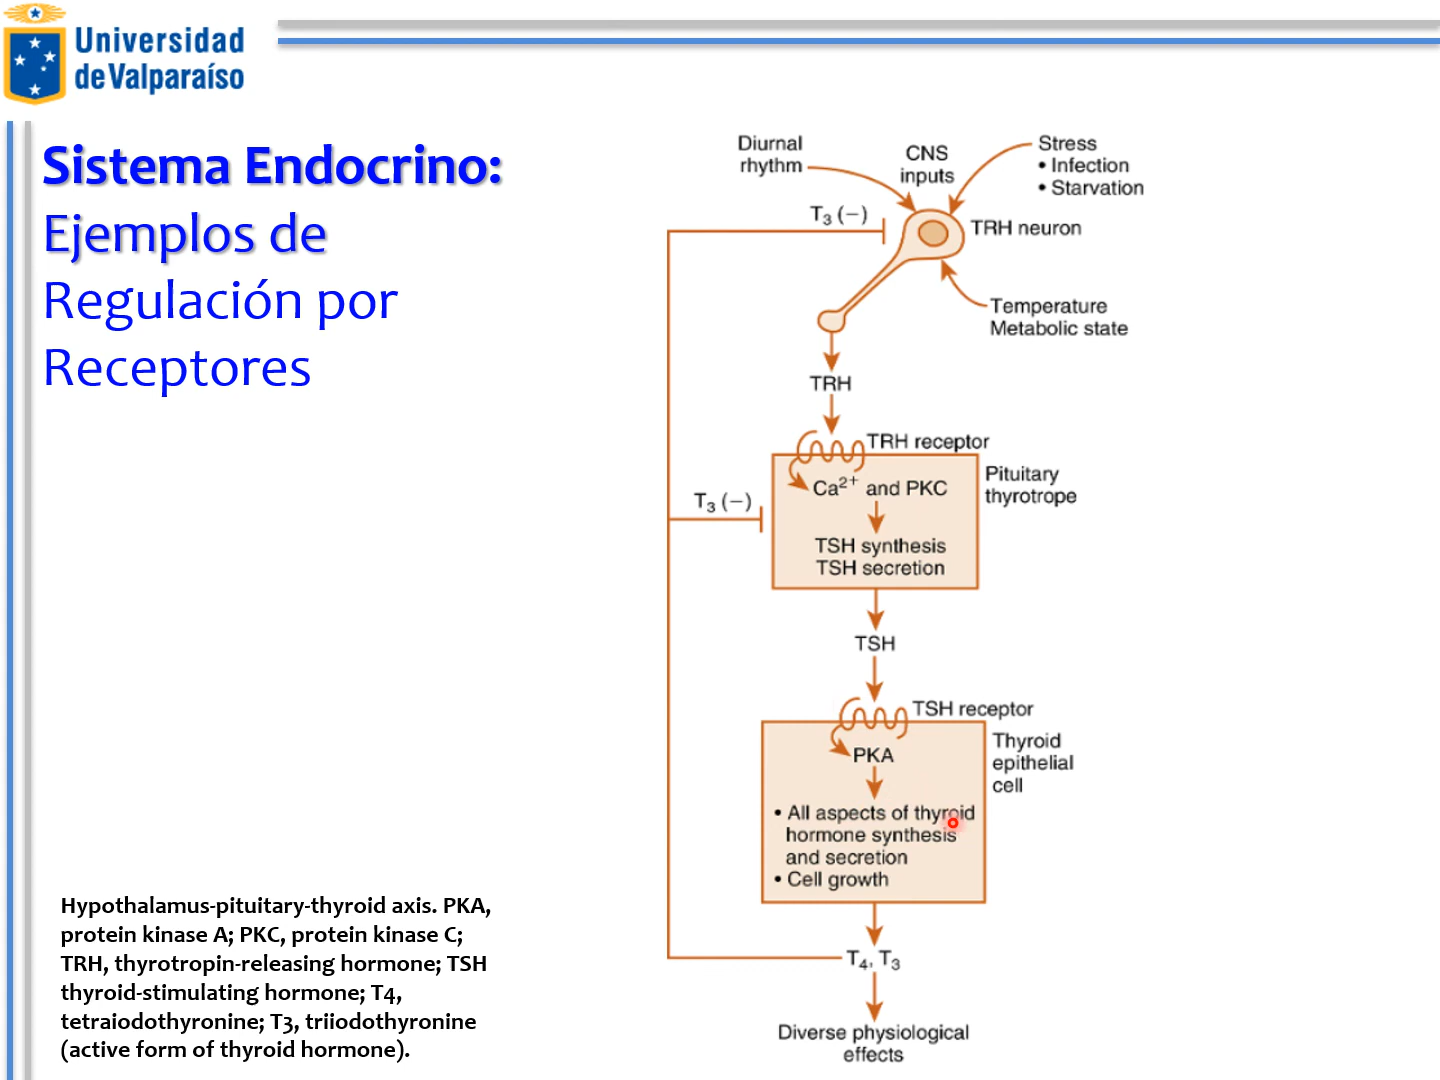 Universidad
de Valparaíso
Sistema Endocrino:
Ejemplos de
Regulación por
Receptores
Diurnal
rhythm
CNS
inputs
Stress
• Infection
• Starvation
T3 (−)
TRH neuron
Temperature
Metabolic state
TRH
TRH receptor
Pituitary
thyrotrope
Ca2+ and PKC
T3 (−)
TSH synthesis
TSH secretion
TSH
TSH receptor
Thyroid
epithelial
cell
PKA
• All aspects of thyroid
hormone synthesis
and secretion
• Cell growth
T4, T3
Diverse physiological
effects
Hypothalamus-pituitary-thyroid axis. PKA,
protein kinase A; PKC, protein kinase C;
TRH, thyrotropin-releasing hormone; TSH
thyroid-stimulating hormone; T4,
tetraiodothyronine; T3, triiodothyronine
(active form of thyroid hormone).